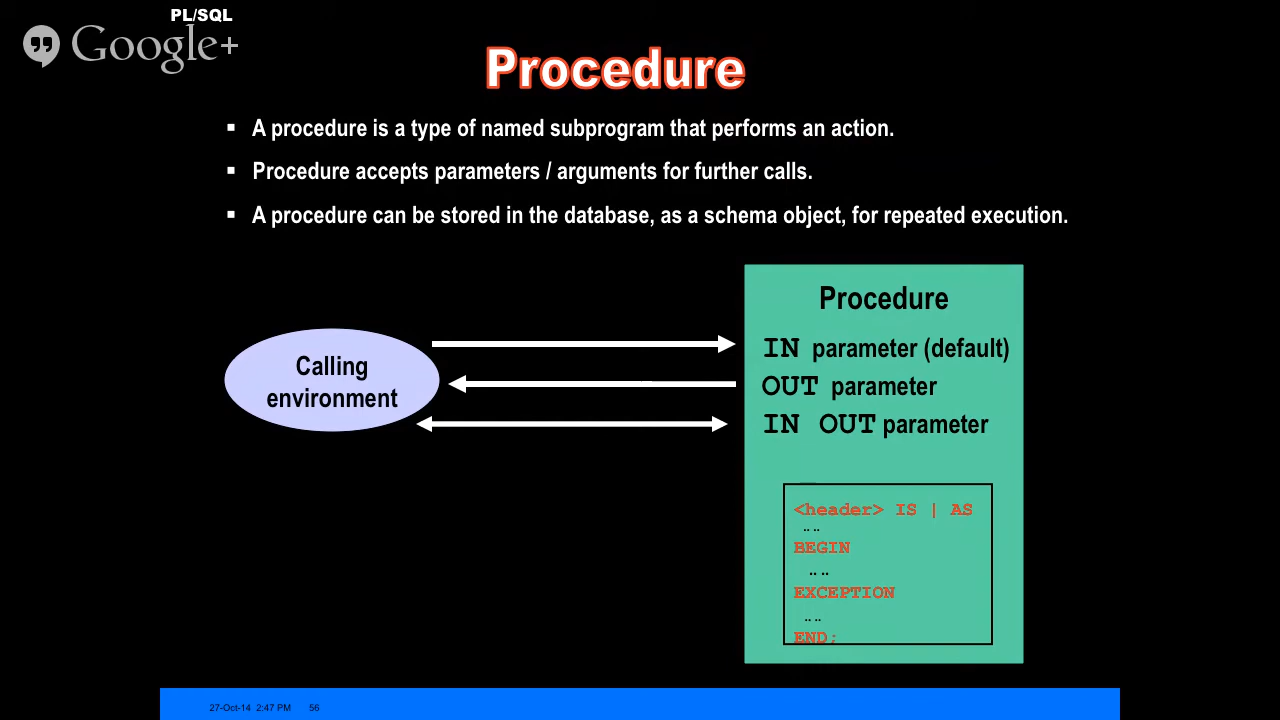 PL/SQL
Google+
Procedure
▪ A procedure is a type of named subprogram that performs an action.
▪ Procedure accepts parameters / arguments for further calls.
▪ A procedure can be stored in the database, as a schema object, for repeated execution.
Calling
environment
Procedure
IN parameter (default)
OUT parameter
IN OUT parameter
<header> IS | AS
....
BEGIN
....
EXCEPTION
....
END;
27-Oct-14 2:47 PM 56